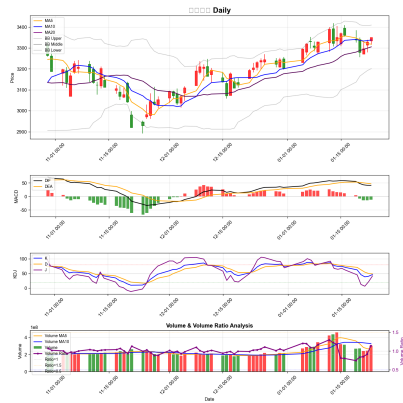 □□□□ Daily
MA5
MA10
MA20
BB Upper
BB Middle
BB Lower
Price
3400
3300
3200
3100
3000
2900
11-01 00:00
11-15 00:00
12-01 00:00
12-15 00:00
01-01 00:00
01-15 00:00
DIF
DEA
MACD
50
0
-50
11-01 00:00
11-15 00:00
12-01 00:00
12-15 00:00
01-01 00:00
01-15 00:00
K
D
J
KDJ
100
50
0
11-01 00:00
11-15 00:00
12-01 00:00
12-15 00:00
01-01 00:00
01-15 00:00
Volume & Volume Ratio Analysis
1e8
Volume MA5
Volume MA10
Volume
Ratio=1
Volume
4
2
0
1.5
1.0
0.5
Volume Ratio
11-01 00:00
11-15 00:00
12-01 00:00
12-15 00:00
01-01 00:00
01-15 00:00
Date